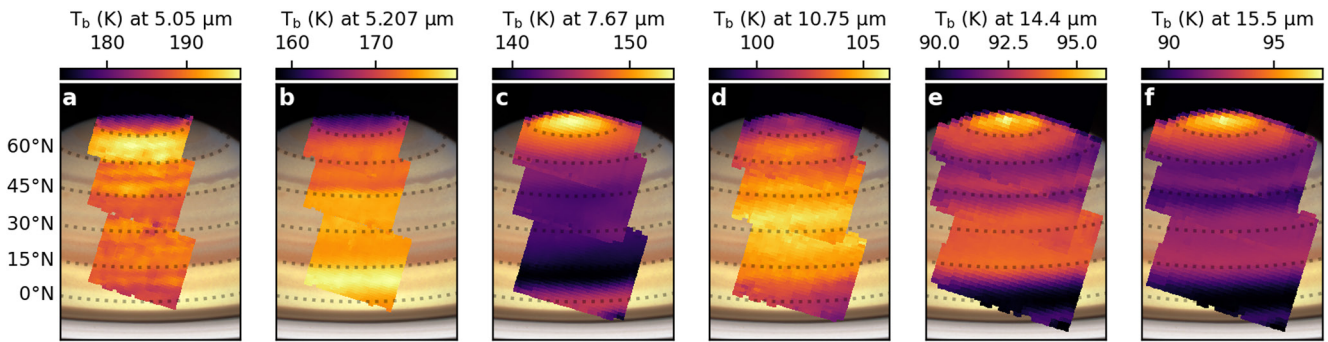 T_b (K) at 5.05 μm
180 190
T_b (K) at 5.207 μm
160 170
T_b (K) at 7.67 μm
140 150
T_b (K) at 10.75 μm
100 105
T_b (K) at 14.4 μm
90.0 92.5 95.0
T_b (K) at 15.5 μm
90 95
a
b
c
d
e
f
60°N
45°N
30°N
15°N
0°N